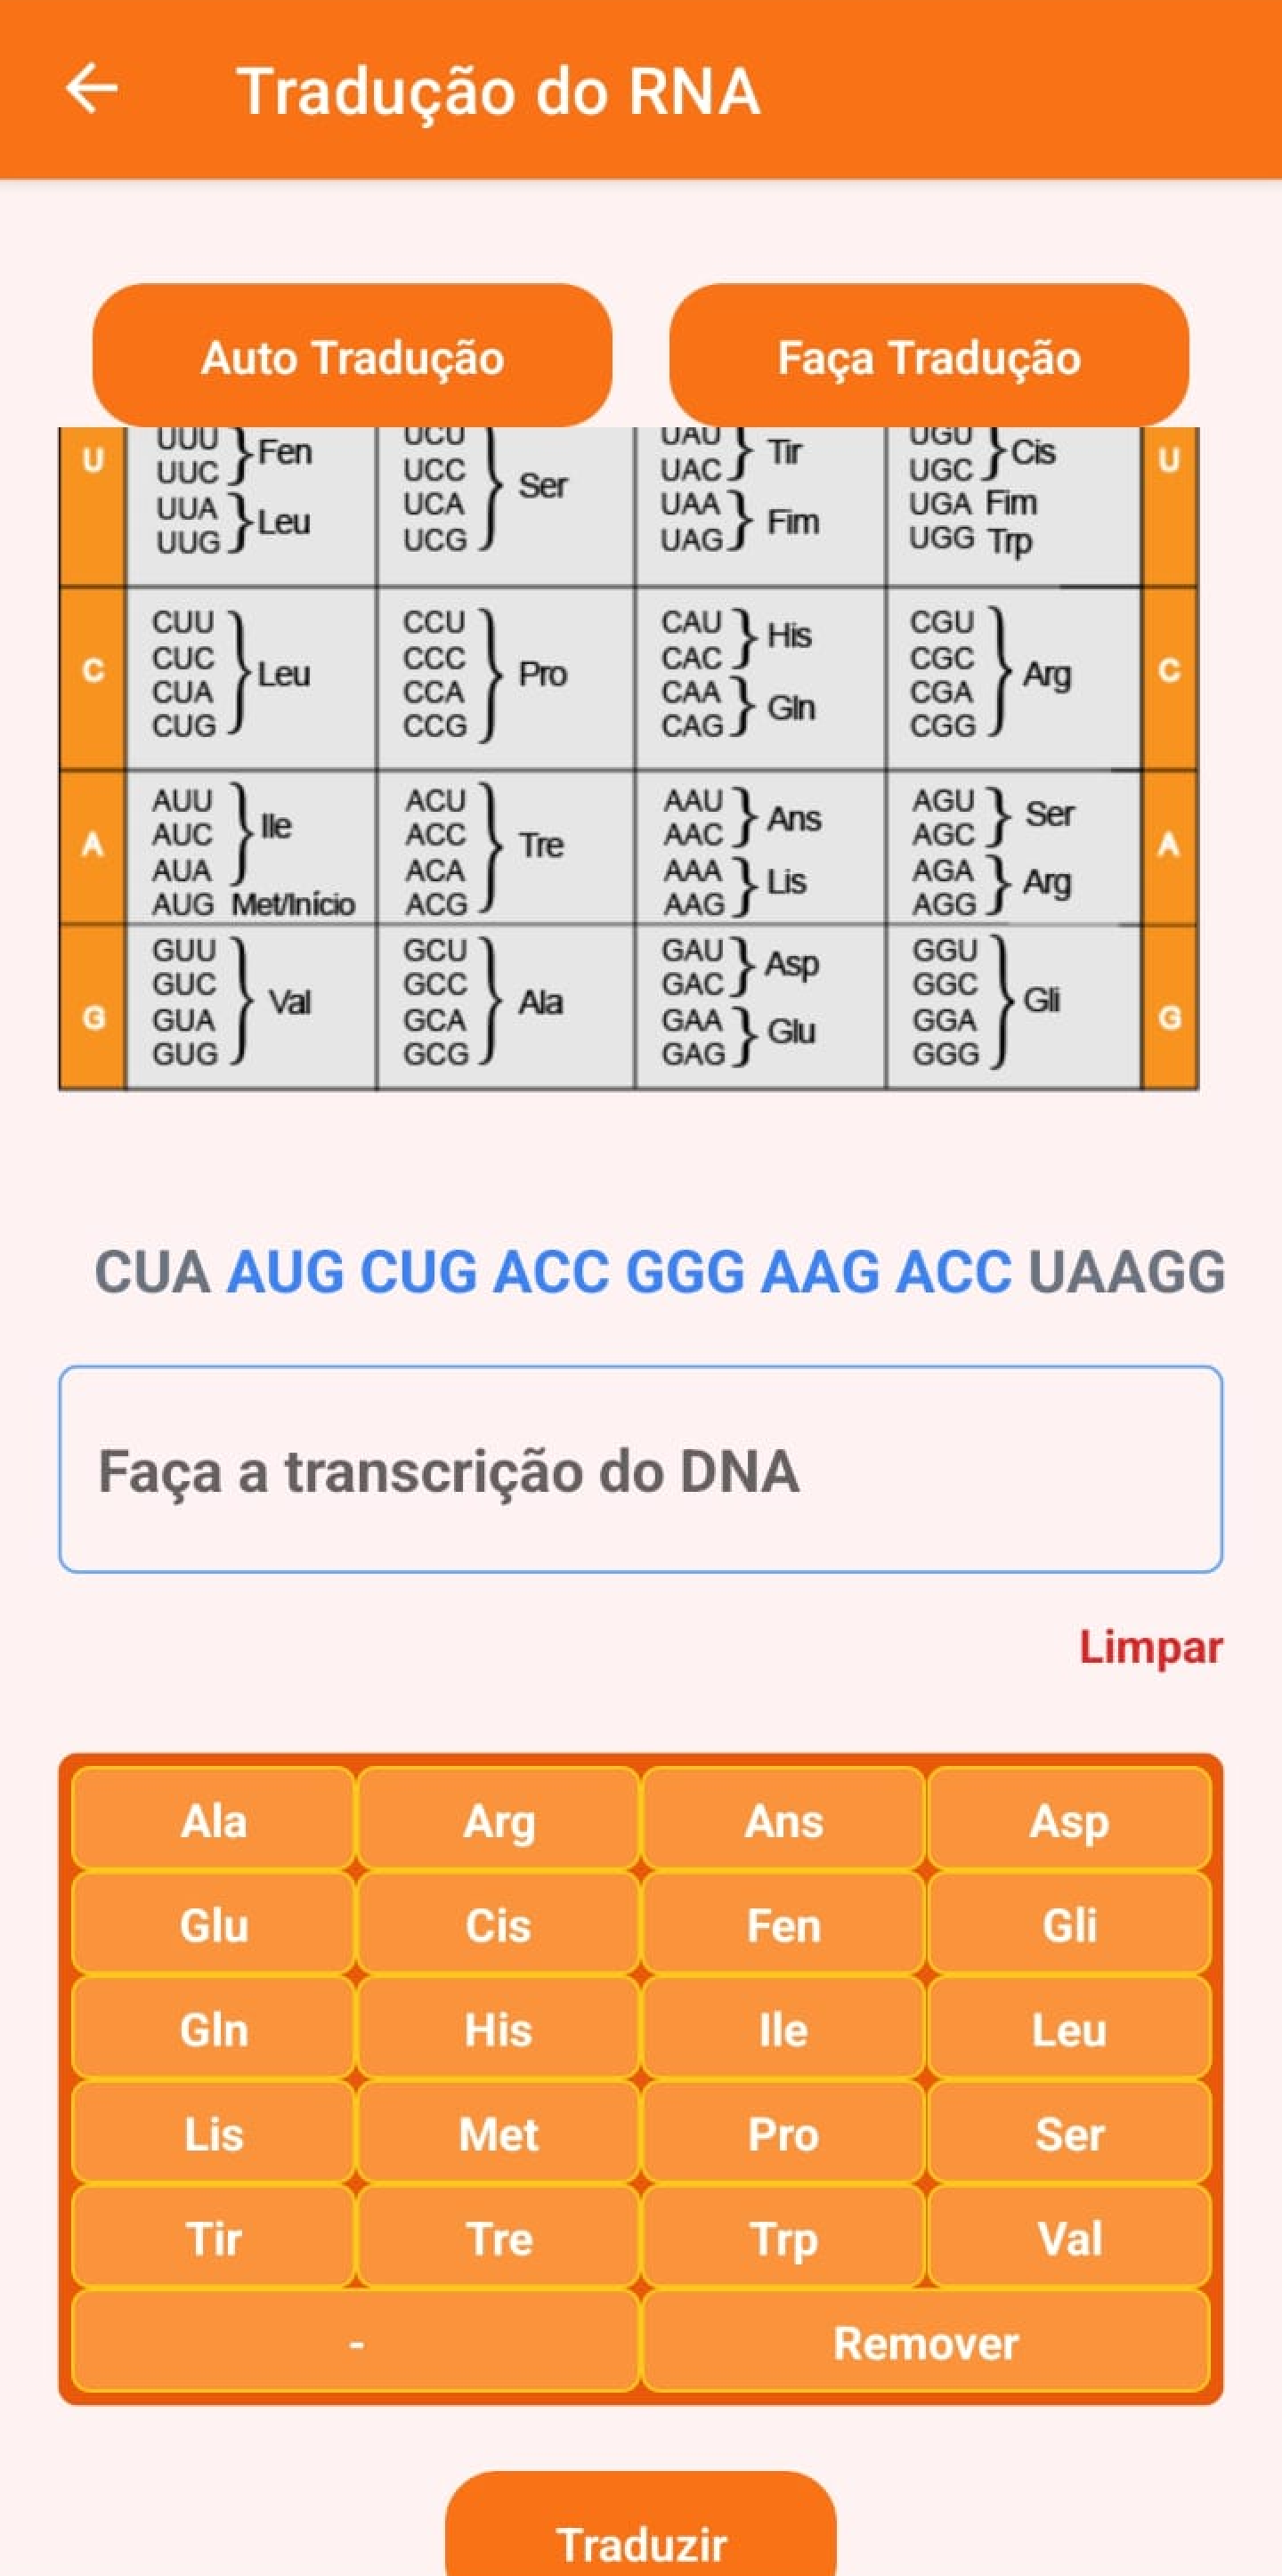 Tradução do RNA
Auto Tradução Faça Tradução
U UUU Fen UCU Ser UAU Tir UGU Cis U
UUC UCC UAC UGC
UUA Leu UCA UAA Fim UGA Fim
UUG UCG UAG UGG Trp
C CUU Leu CCU Pro CAU His CGU Arg C
CUC CCC CAC CGC
CUA CCA CAA Gln CGA
CUG CCG CAG CGG
A AUU Ile ACU Tre AAU Ans AGU Ser A
AUC ACC AAC AGC
AUA ACA AAA Lis AGA Arg
AUG Met/Início ACG AAG AGG
G GUU Val GCU Ala GAU Asp GGU Gli G
GUC GCC GAC GGC
GUA GCA GAA Glu GGA
GUG GCG GAG GGG
CUA AUG CUG ACC GGG AAG ACC UAAGG
Faça a transcrição do DNA
Limpar
Ala Arg Ans Asp
Glu Cis Fen Gli
Gln His Ile Leu
Lis Met Pro Ser
Tir Tre Trp Val
- Remover
Traduzir